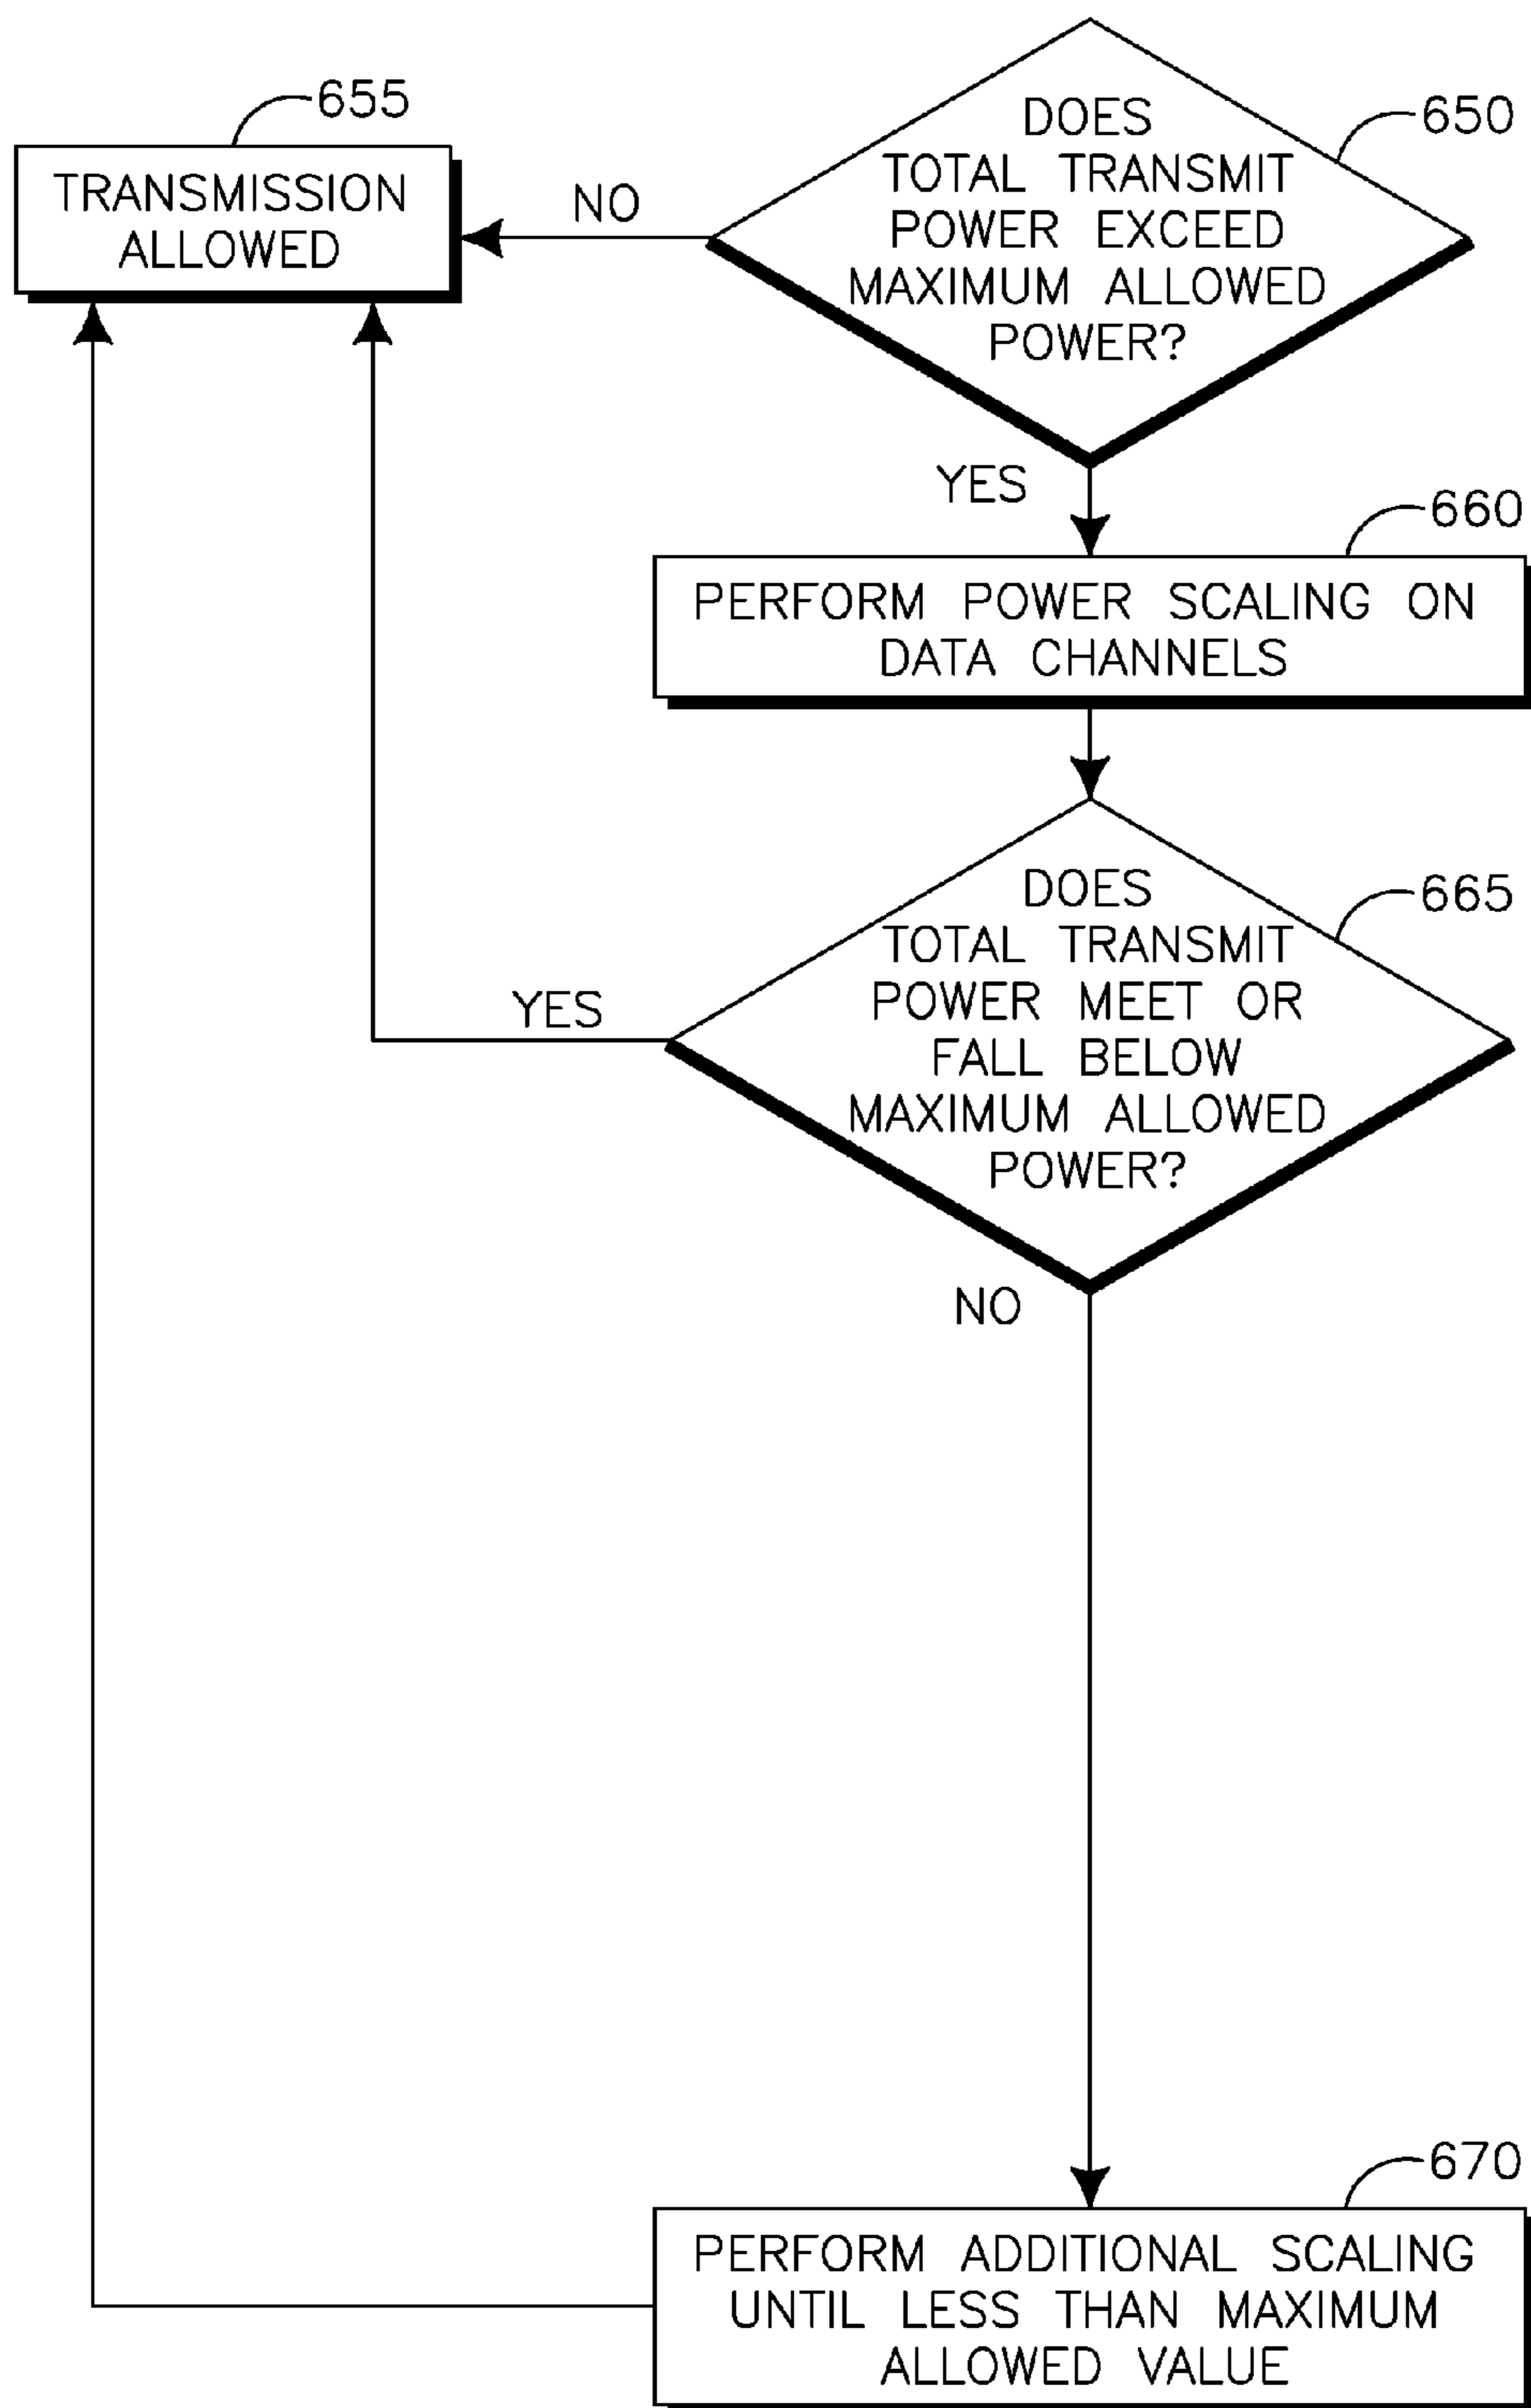 655
TRANSMISSION
ALLOWED
NO
DOES
TOTAL TRANSMIT
POWER EXCEED
MAXIMUM ALLOWED
POWER?
650
YES
660
PERFORM POWER SCALING ON
DATA CHANNELS
DOES
TOTAL TRANSMIT
POWER MEET OR
FALL BELOW
MAXIMUM ALLOWED
POWER?
665
YES
NO
670
PERFORM ADDITIONAL SCALING
UNTIL LESS THAN MAXIMUM
ALLOWED VALUE